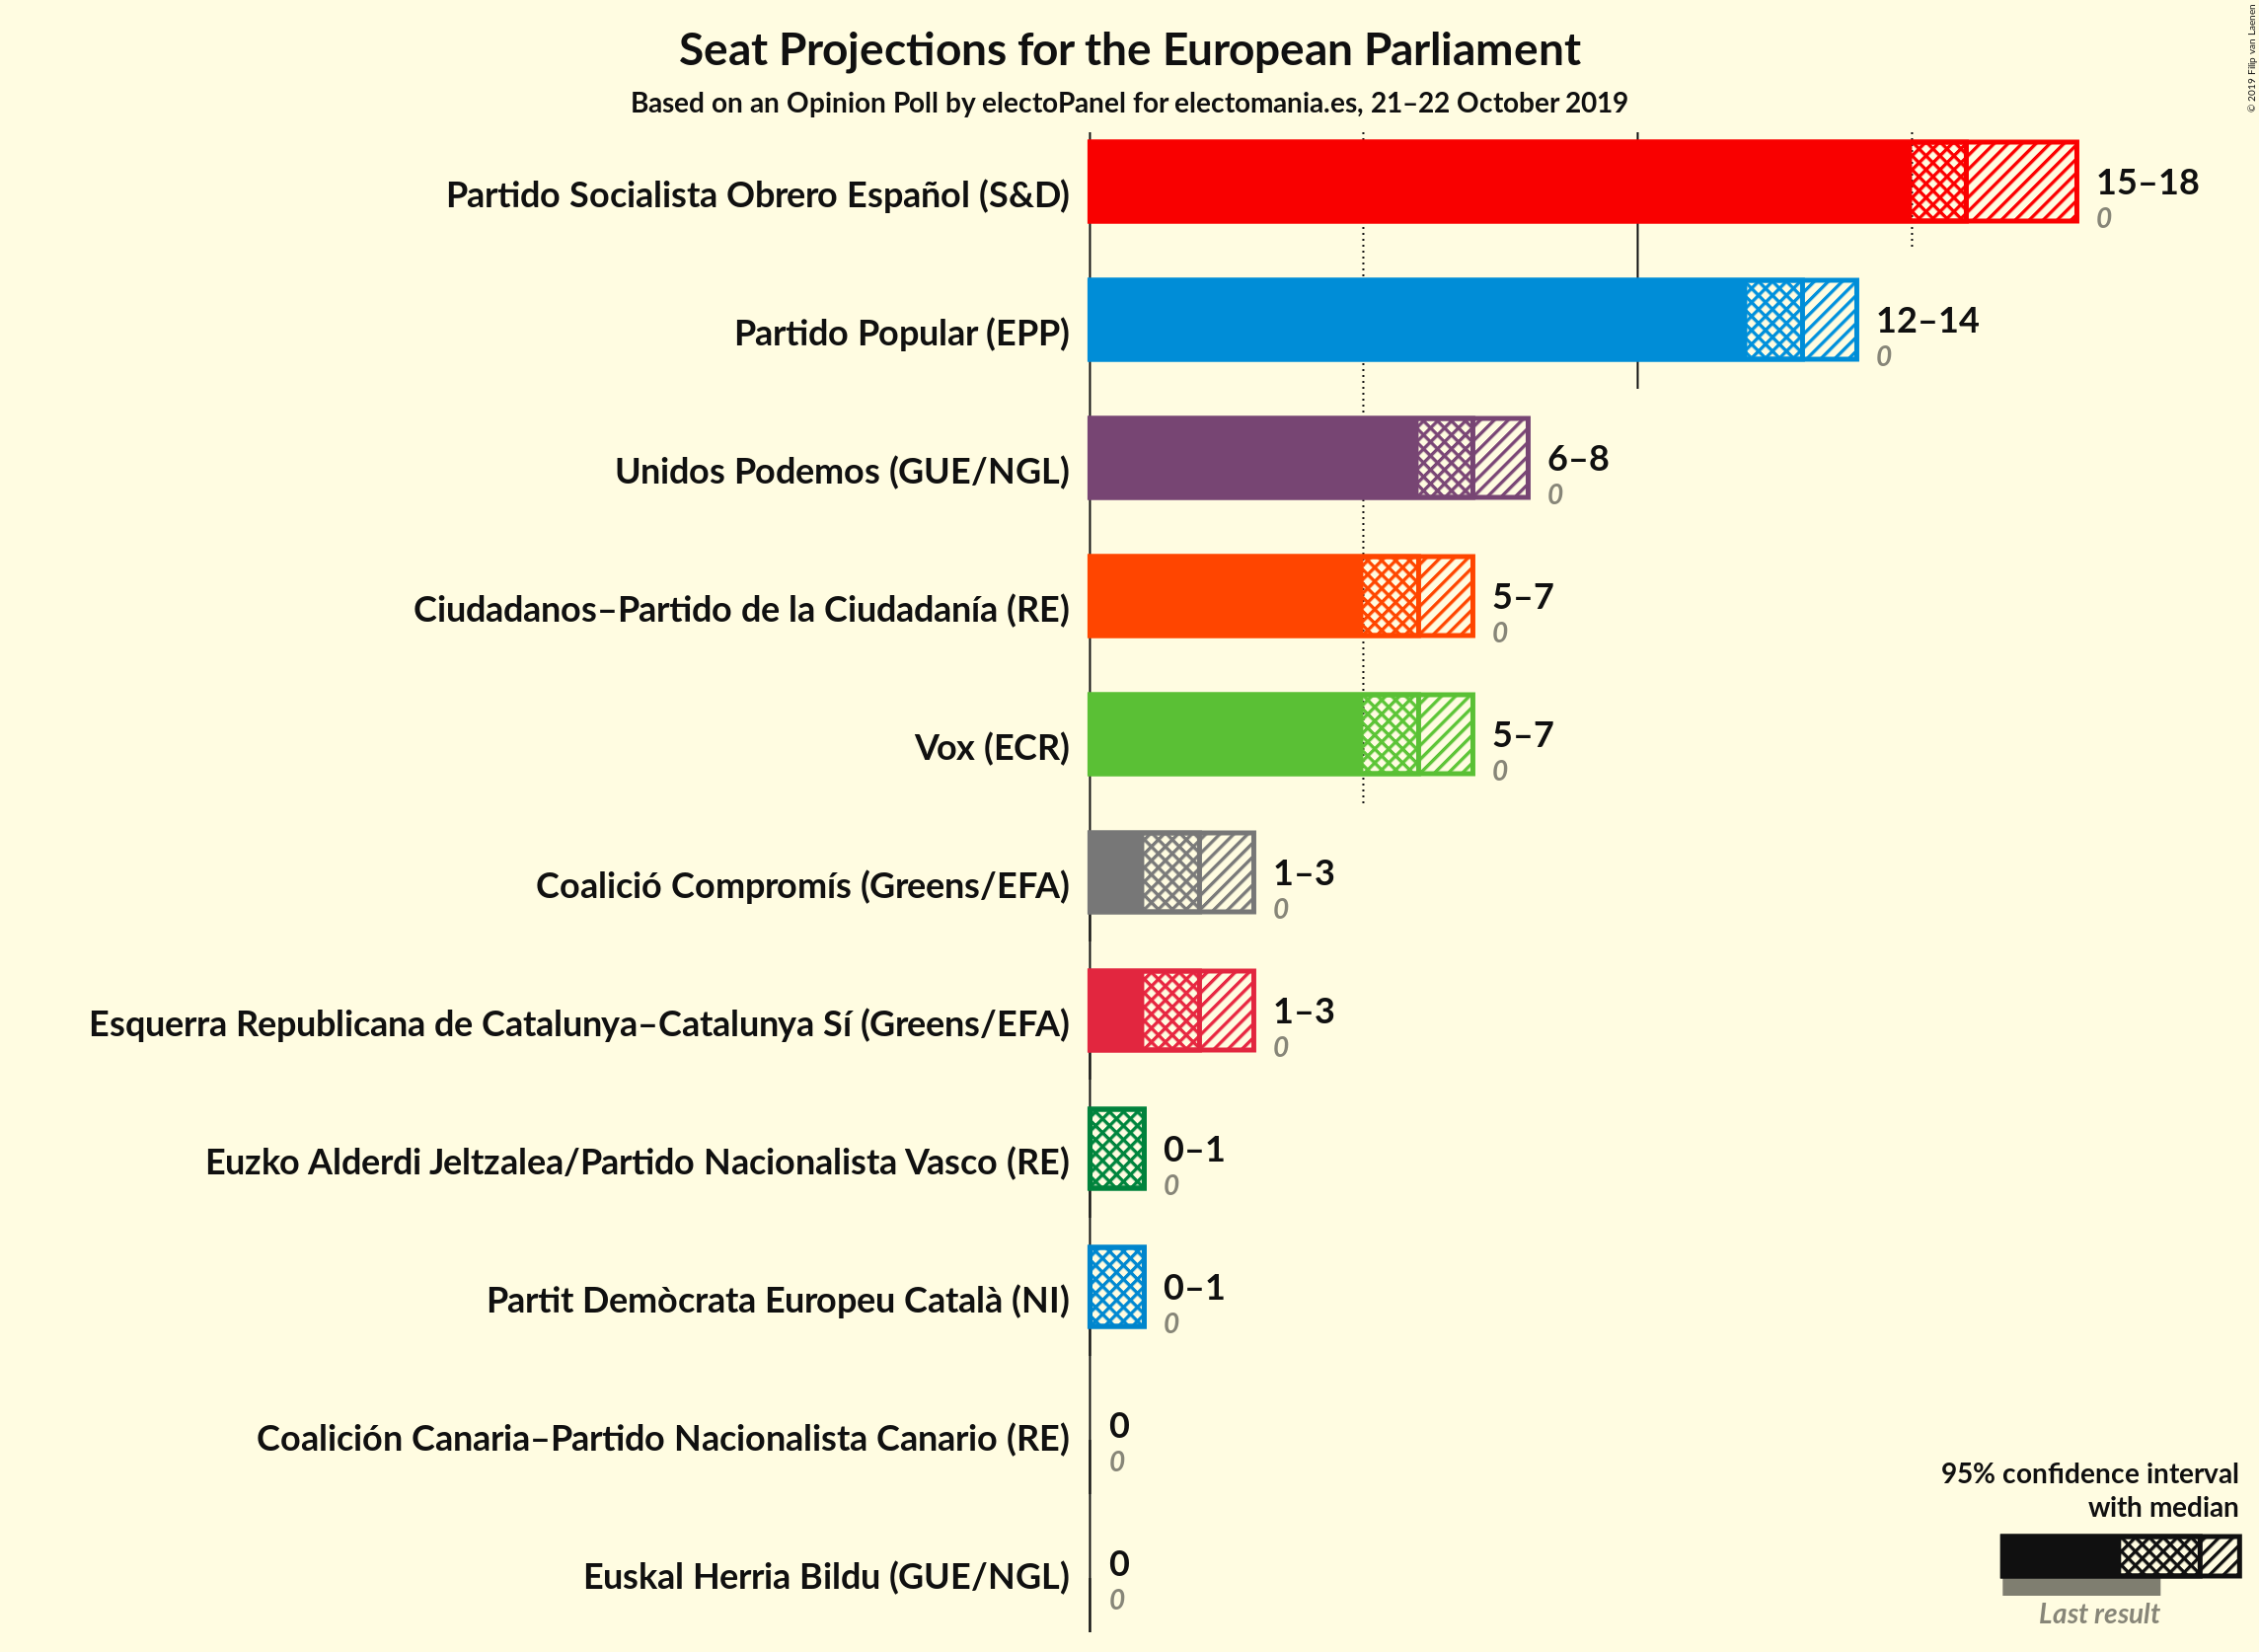 Seat Projections for the European Parliament
Based on an Opinion Poll by electoPanel for electomania.es, 21–22 October 2019
© 2019 Filip van Laenen
Partido Socialista Obrero Español (S&D)
15–18
0
Partido Popular (EPP)
12–14
0
Unidos Podemos (GUE/NGL)
6–8
0
Ciudadanos–Partido de la Ciudadanía (RE)
5–7
0
Vox (ECR)
5–7
0
Coalició Compromís (Greens/EFA)
1–3
0
Esquerra Republicana de Catalunya–Catalunya Sí (Greens/EFA)
1–3
0
Euzko Alderdi Jeltzalea/Partido Nacionalista Vasco (RE)
0–1
0
Partit Demòcrata Europeu Català (NI)
0–1
0
Coalición Canaria–Partido Nacionalista Canario (RE)
0
0
Euskal Herria Bildu (GUE/NGL)
0
0
95% confidence interval
with median
Last result